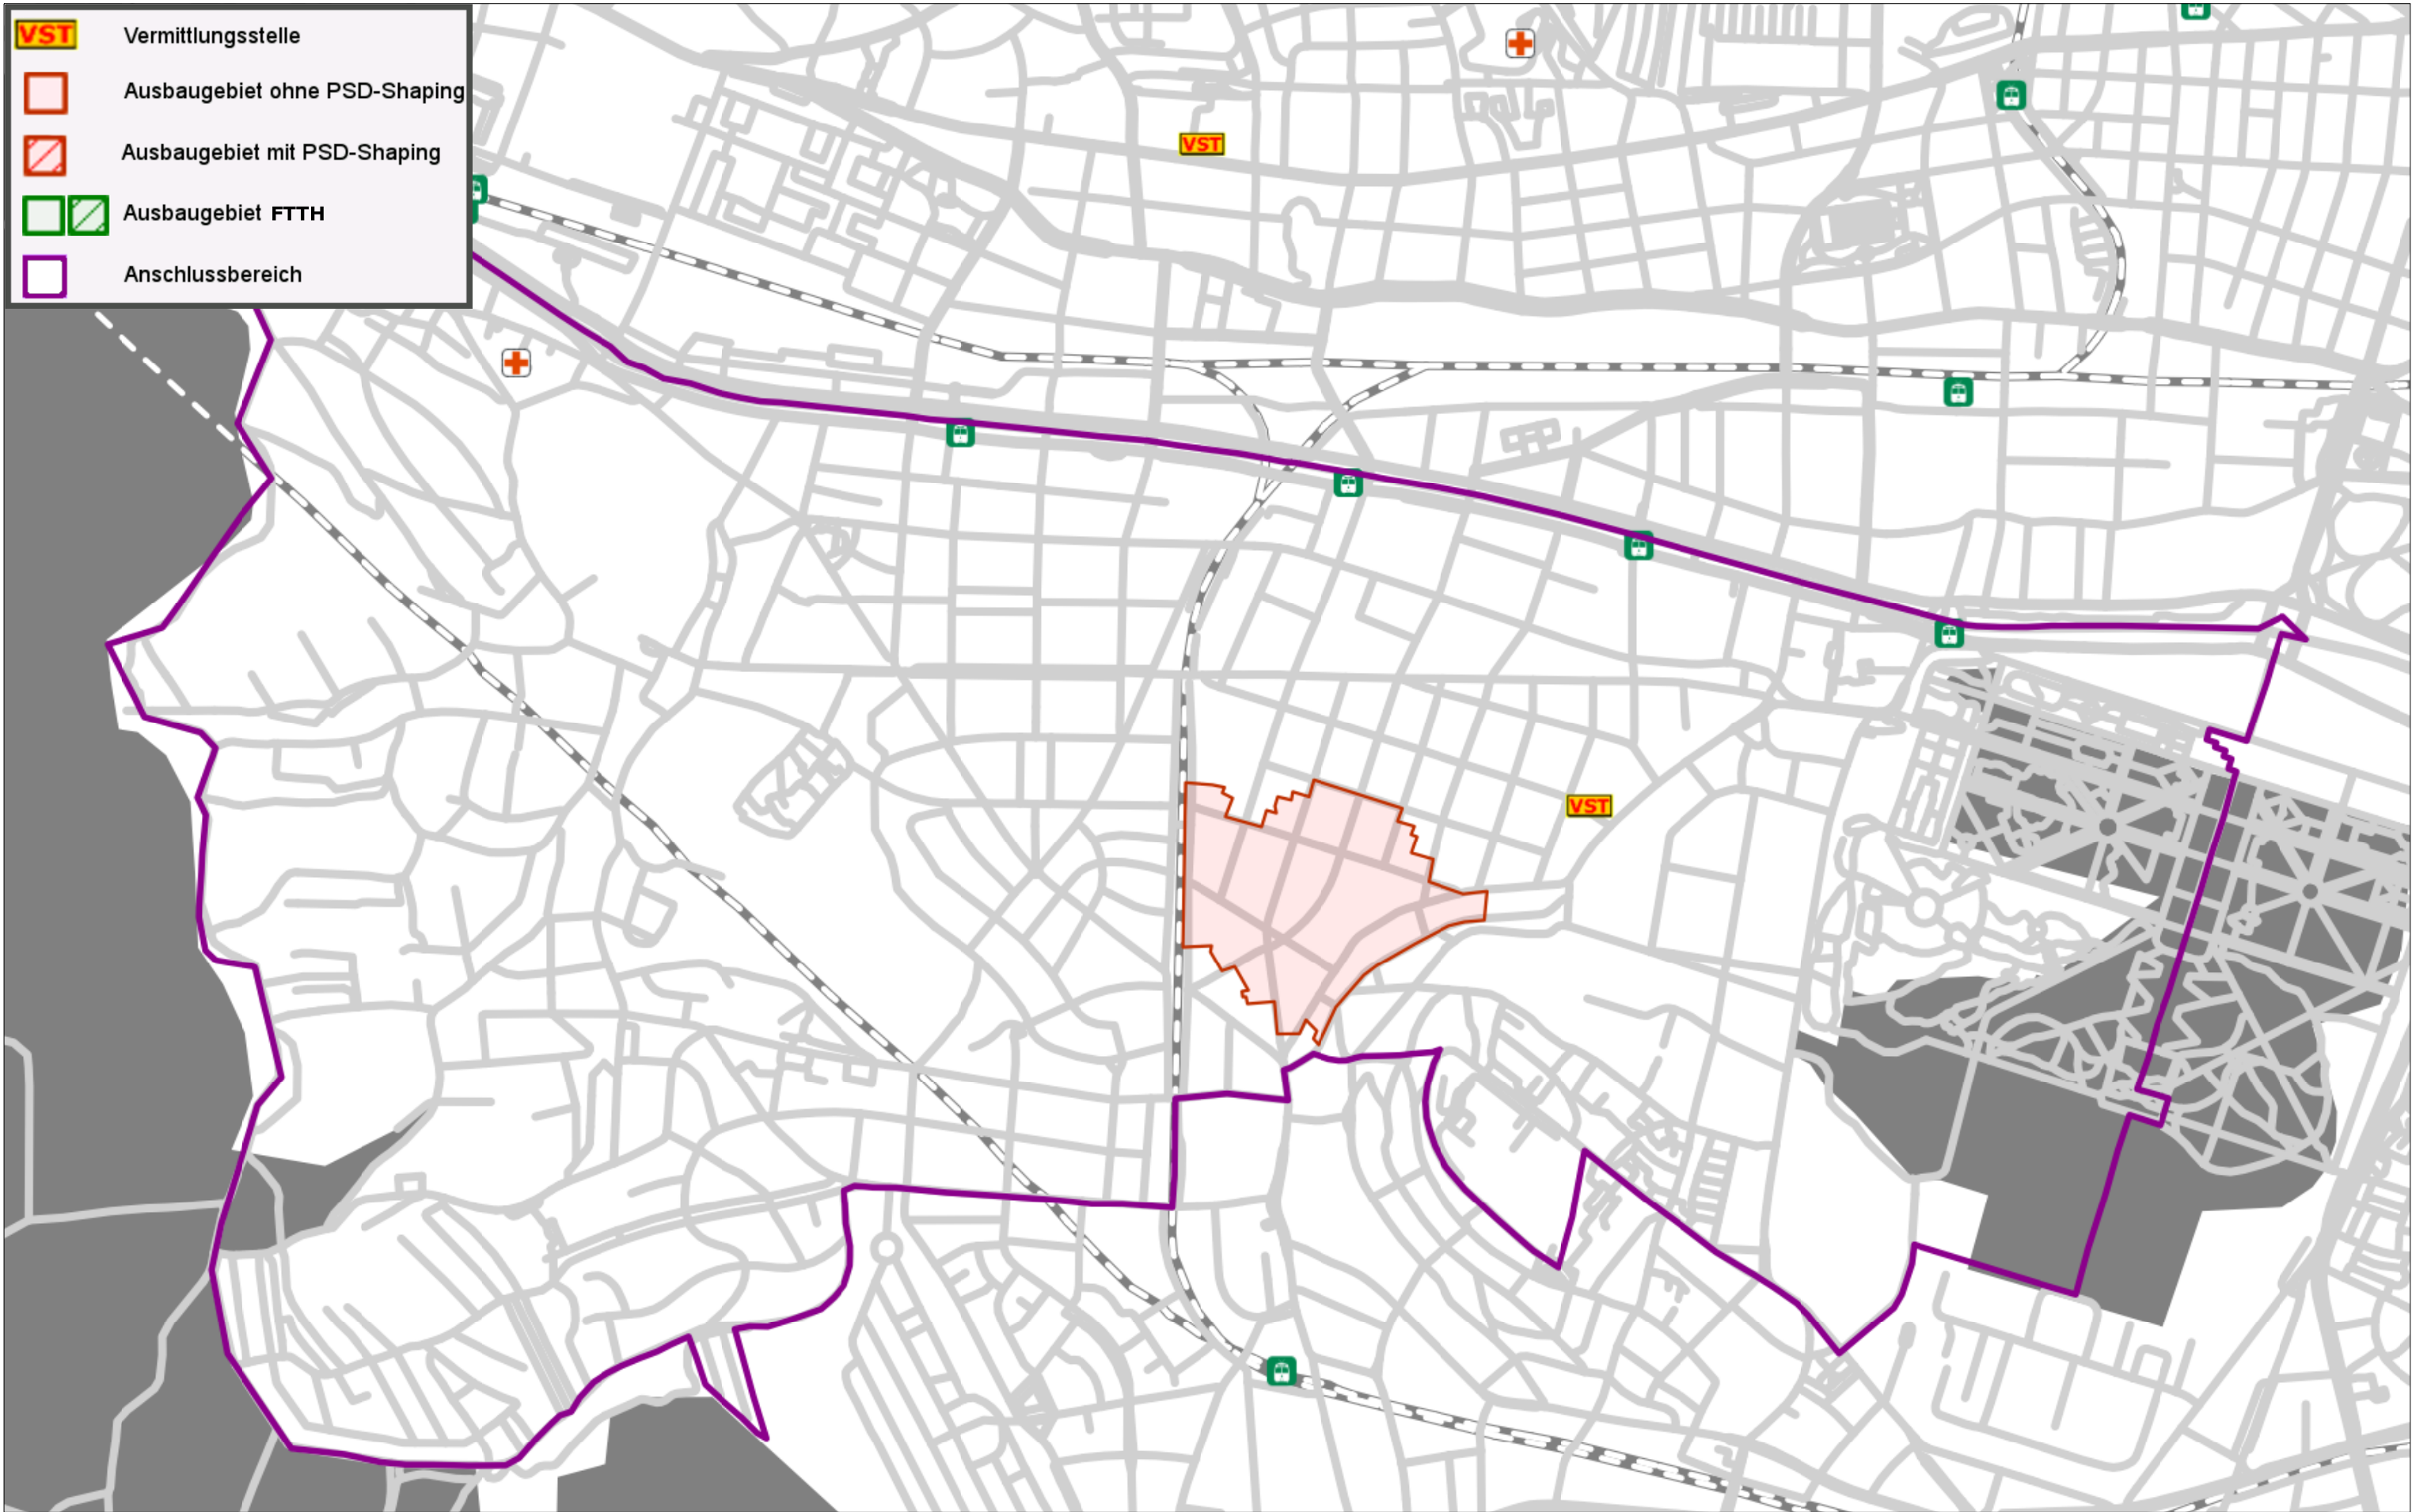 VST Vermittlungsstelle
Ausbaugebiet ohne PSD-Shaping
Ausbaugebiet mit PSD-Shaping
Ausbaugebiet FTTH
Anschlussbereich
VST
VST